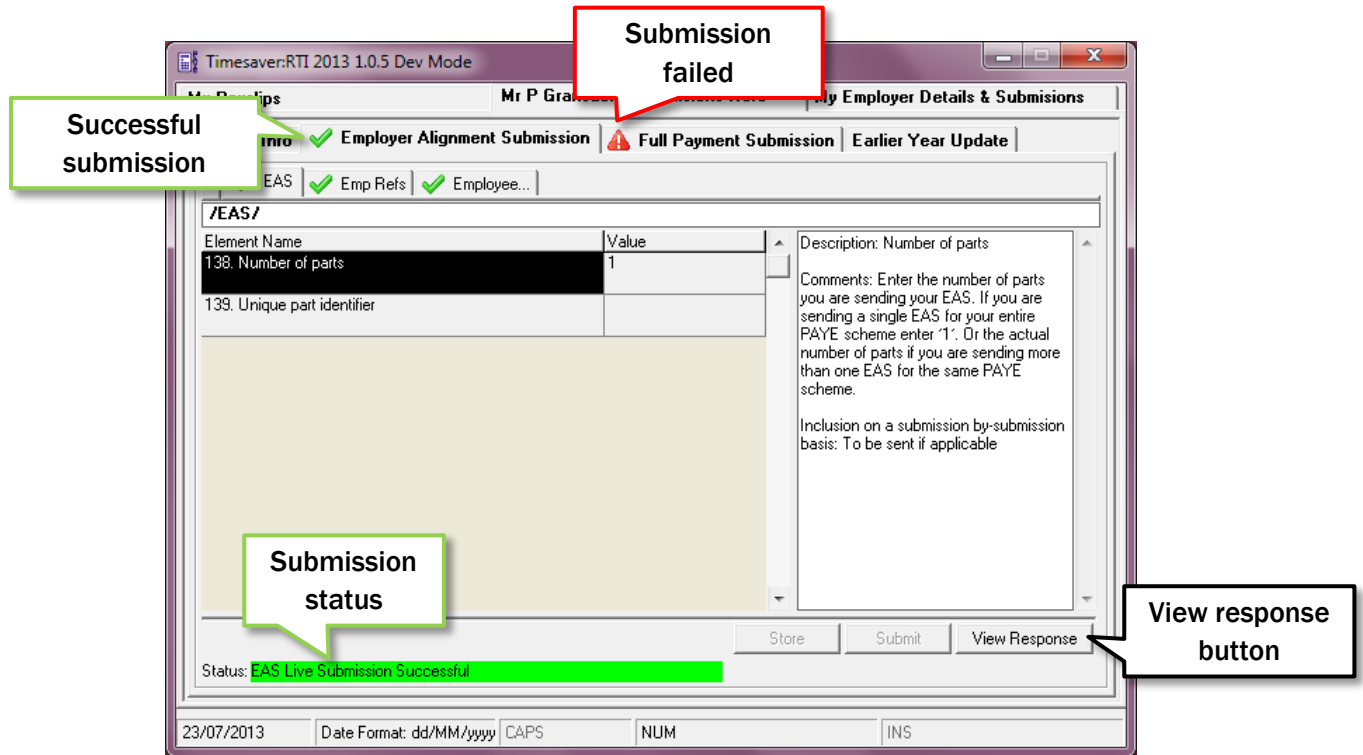 Submission
failed
Timesaver:RTI 2013 1.0.5 Dev Mode
Mr P My Employer Details & Submisions
Successful
submission
Employer Alignment Submission Full Payment Submission Earlier Year Update
EAS Emp Refs Employee...
/EAS/
Element Name Value
138. Number of parts 1
139. Unique part identifier
Description: Number of parts
Comments: Enter the number of parts
you are sending your EAS. If you are
sending a single EAS for your entire
PAYE scheme enter ‘1’. Or the actual
number of parts if you are sending more
than one EAS for the same PAYE
scheme.
Inclusion on a submission by-submission
basis: To be sent if applicable
Submission
status
View response
button
Store Submit View Response
Status: EAS Live Submission Successful
23/07/2013 Date Format: dd/MM/yyyy CAPS NUM INS